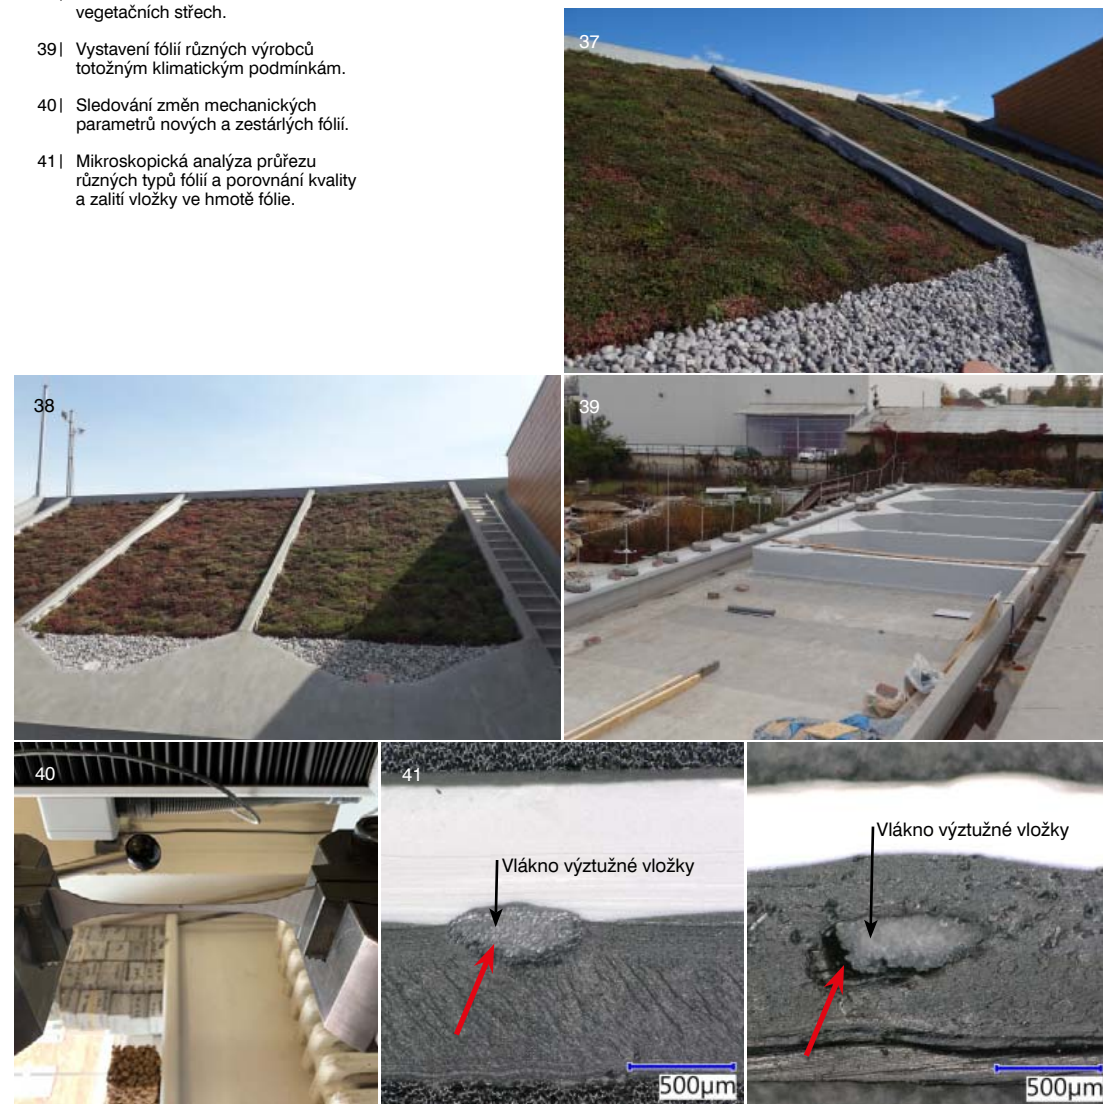 vegetačních střech.
39| Vystavení fólií různých výrobců
totožným klimatickým podmínkám.
40| Sledování změn mechanických
parametrů nových a zestárlých fólií.
41| Mikroskopická analýza průřezu
různých typů fólií a porovnání kvality
a zalití vložky ve hmotě fólie.
37
38
39
40
41
Vlákno výztužné vložky
500µm
Vlákno výztužné vložky
500µm